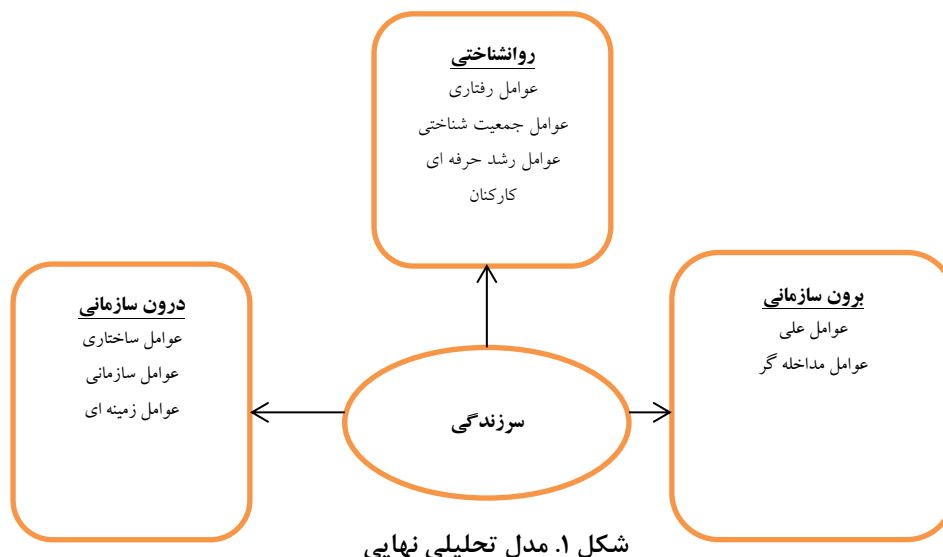 روانشناختی
عوامل رفتاری
عوامل جمعیت شناختی
عوامل رشد حرفه ای
کارکنان
برون سازمانی
عوامل علی
عوامل مداخله گر
درون سازمانی
عوامل ساختاری
عوامل سازمانی
عوامل زمینه ای
سرزندگی
شکل ۱. مدل تحلیلی نهایی